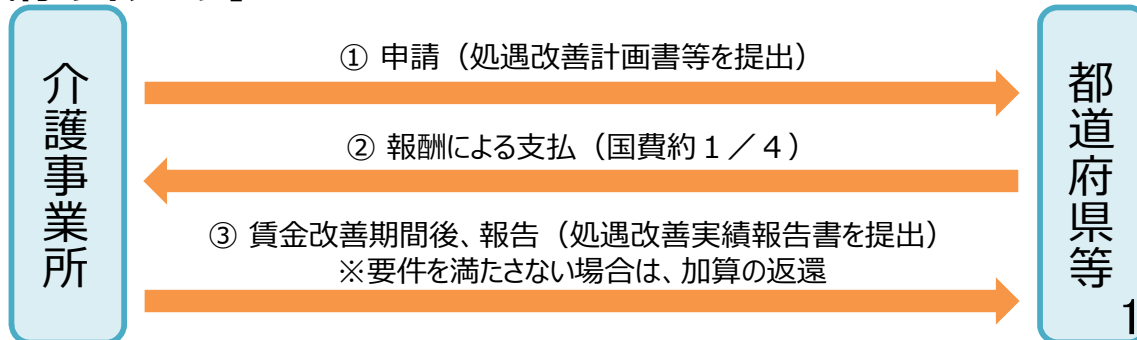 介護事業所
① 申請（処遇改善計画書等を提出）
② 報酬による支払（国費約１／４）
③ 賃金改善期間後、報告（処遇改善実績報告書を提出）
※要件を満たさない場合は、加算の返還
都道府県等
1